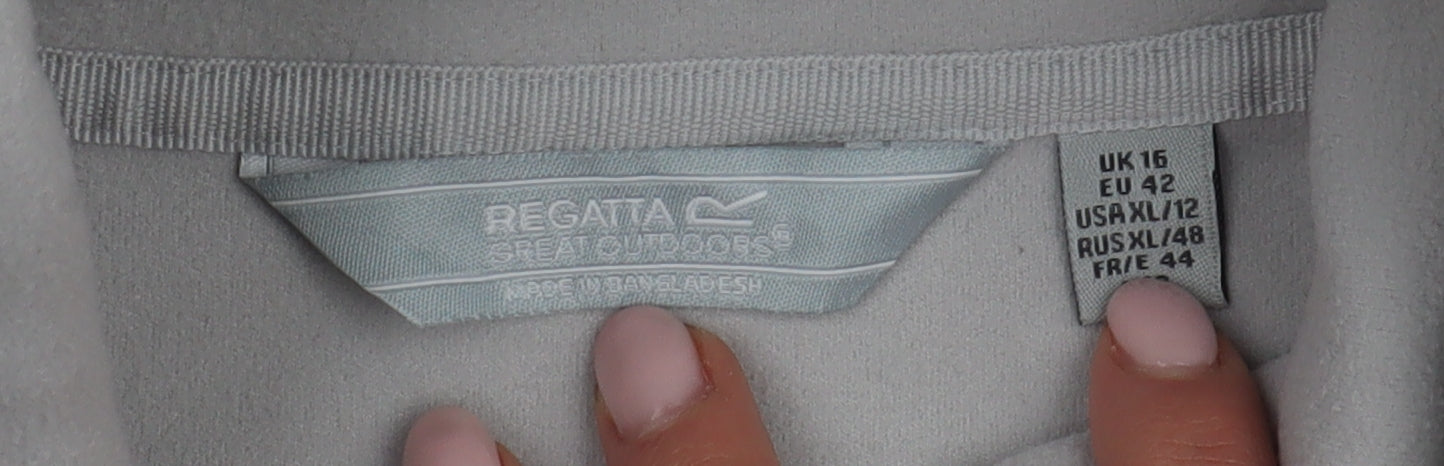 REGATTA
GREAT OUTDOORS®
MADE IN BANGLADESH
UK 16
EU 42
USA XL/12
RUS XL/48
FR/E 44